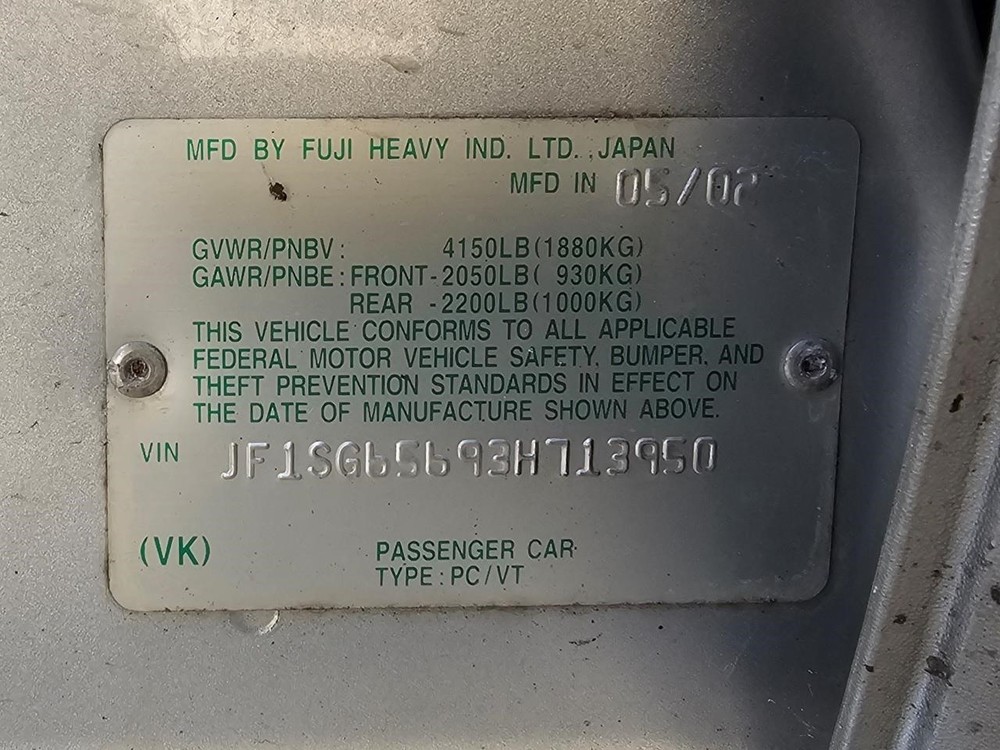 MFD BY FUJI HEAVY IND. LTD. JAPAN
MFD IN 05/02
GVWR/PNBV: 4150LB(1880KG)
GAWR/PNBE: FRONT-2050LB( 930KG)
REAR -2200LB(1000KG)
THIS VEHICLE CONFORMS TO ALL APPLICABLE
FEDERAL MOTOR VEHICLE SAFETY, BUMPER, AND
THEFT PREVENTION STANDARDS IN EFFECT ON
THE DATE OF MANUFACTURE SHOWN ABOVE.
VIN JF1SG65693H713950
(VK) PASSENGER CAR
TYPE: PC/VT